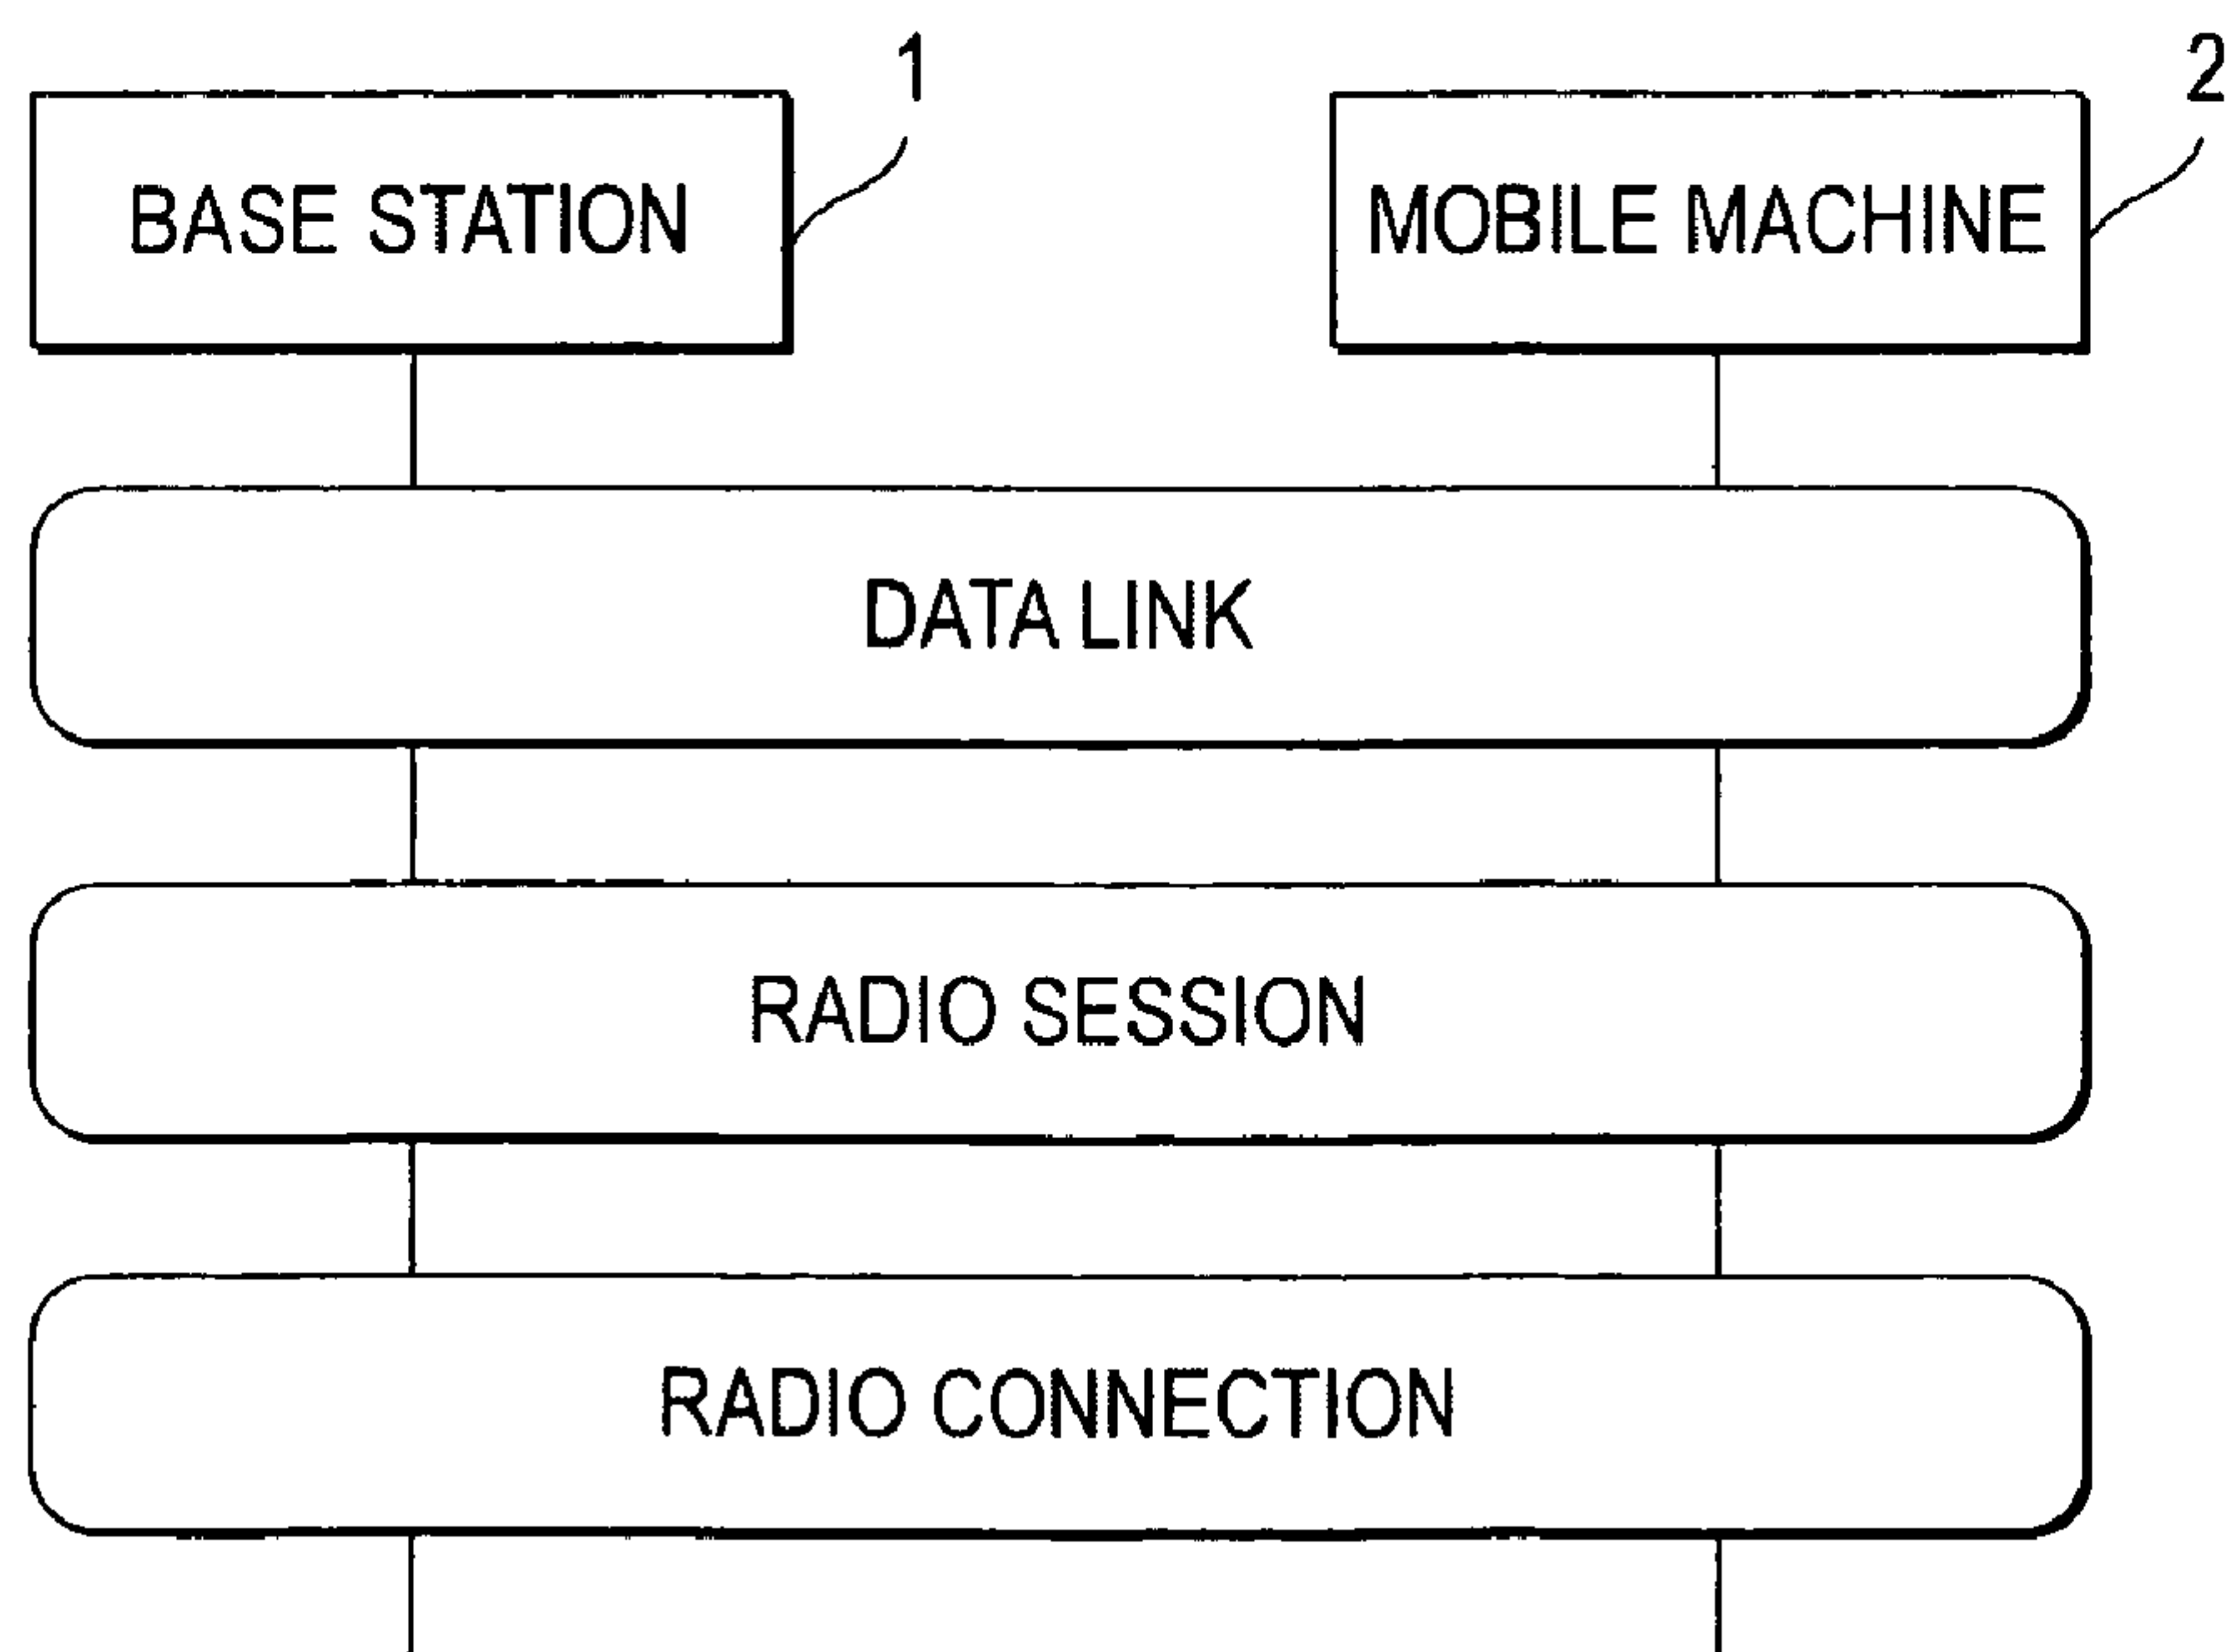 1
2
BASE STATION
MOBILE MACHINE
DATA LINK
RADIO SESSION
RADIO CONNECTION